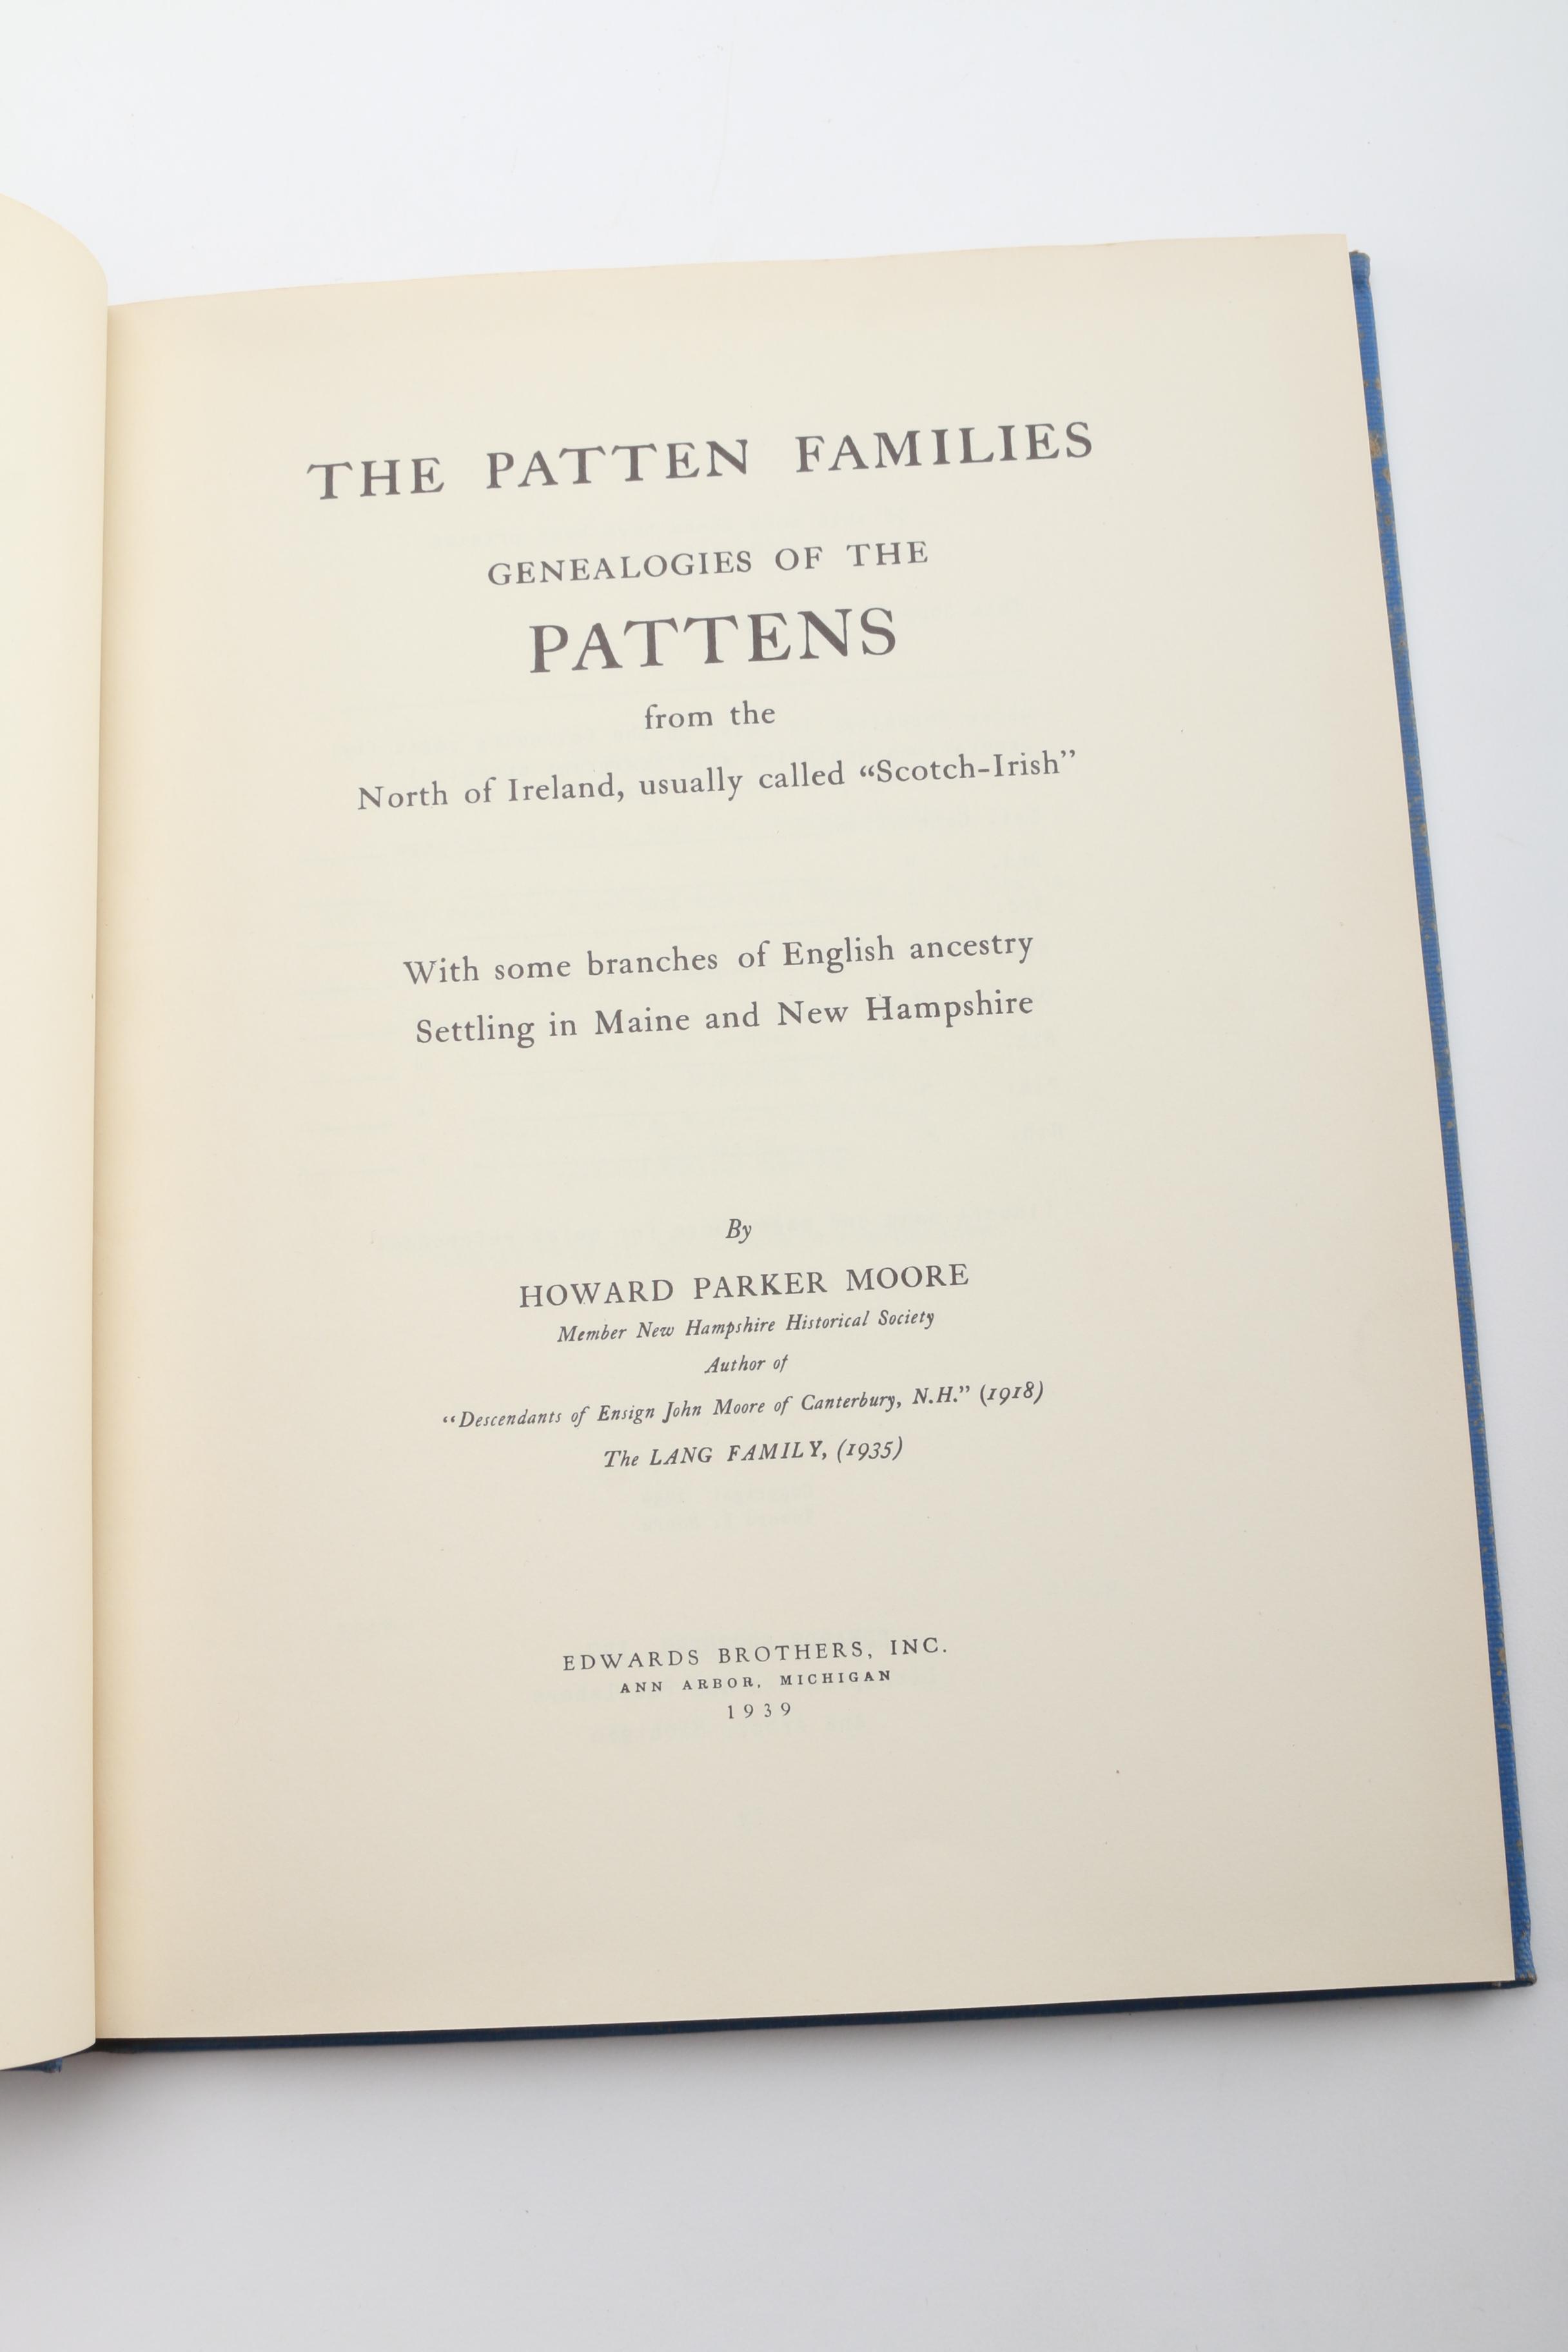 THE PATTEN FAMILIES
GENEALOGIES OF THE
PATTENS
from the
North of Ireland, usually called “Scotch-Irish”
With some branches of English ancestry
Settling in Maine and New Hampshire
By
HOWARD PARKER MOORE
Member New Hampshire Historical Society
Author of
“Descendants of Ensign John Moore of Canterbury, N.H.” (1918)
The LANG FAMILY, (1935)
EDWARDS BROTHERS, INC.
ANN ARBOR, MICHIGAN
1939